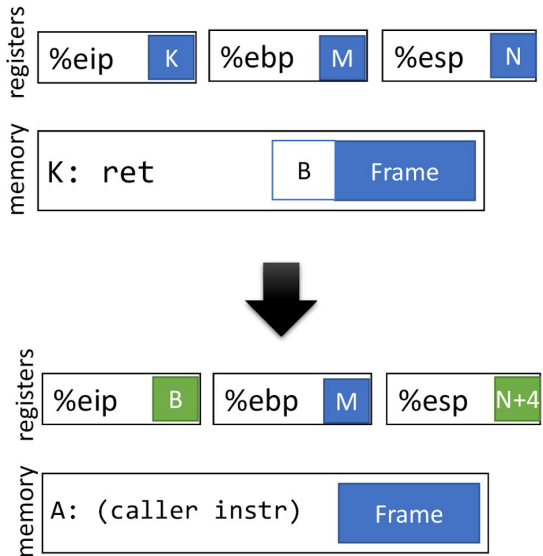 registers
%eip K %ebp M %esp N
memory
K: ret B Frame
registers
%eip B %ebp M %esp N+4
memory
A: (caller instr) Frame